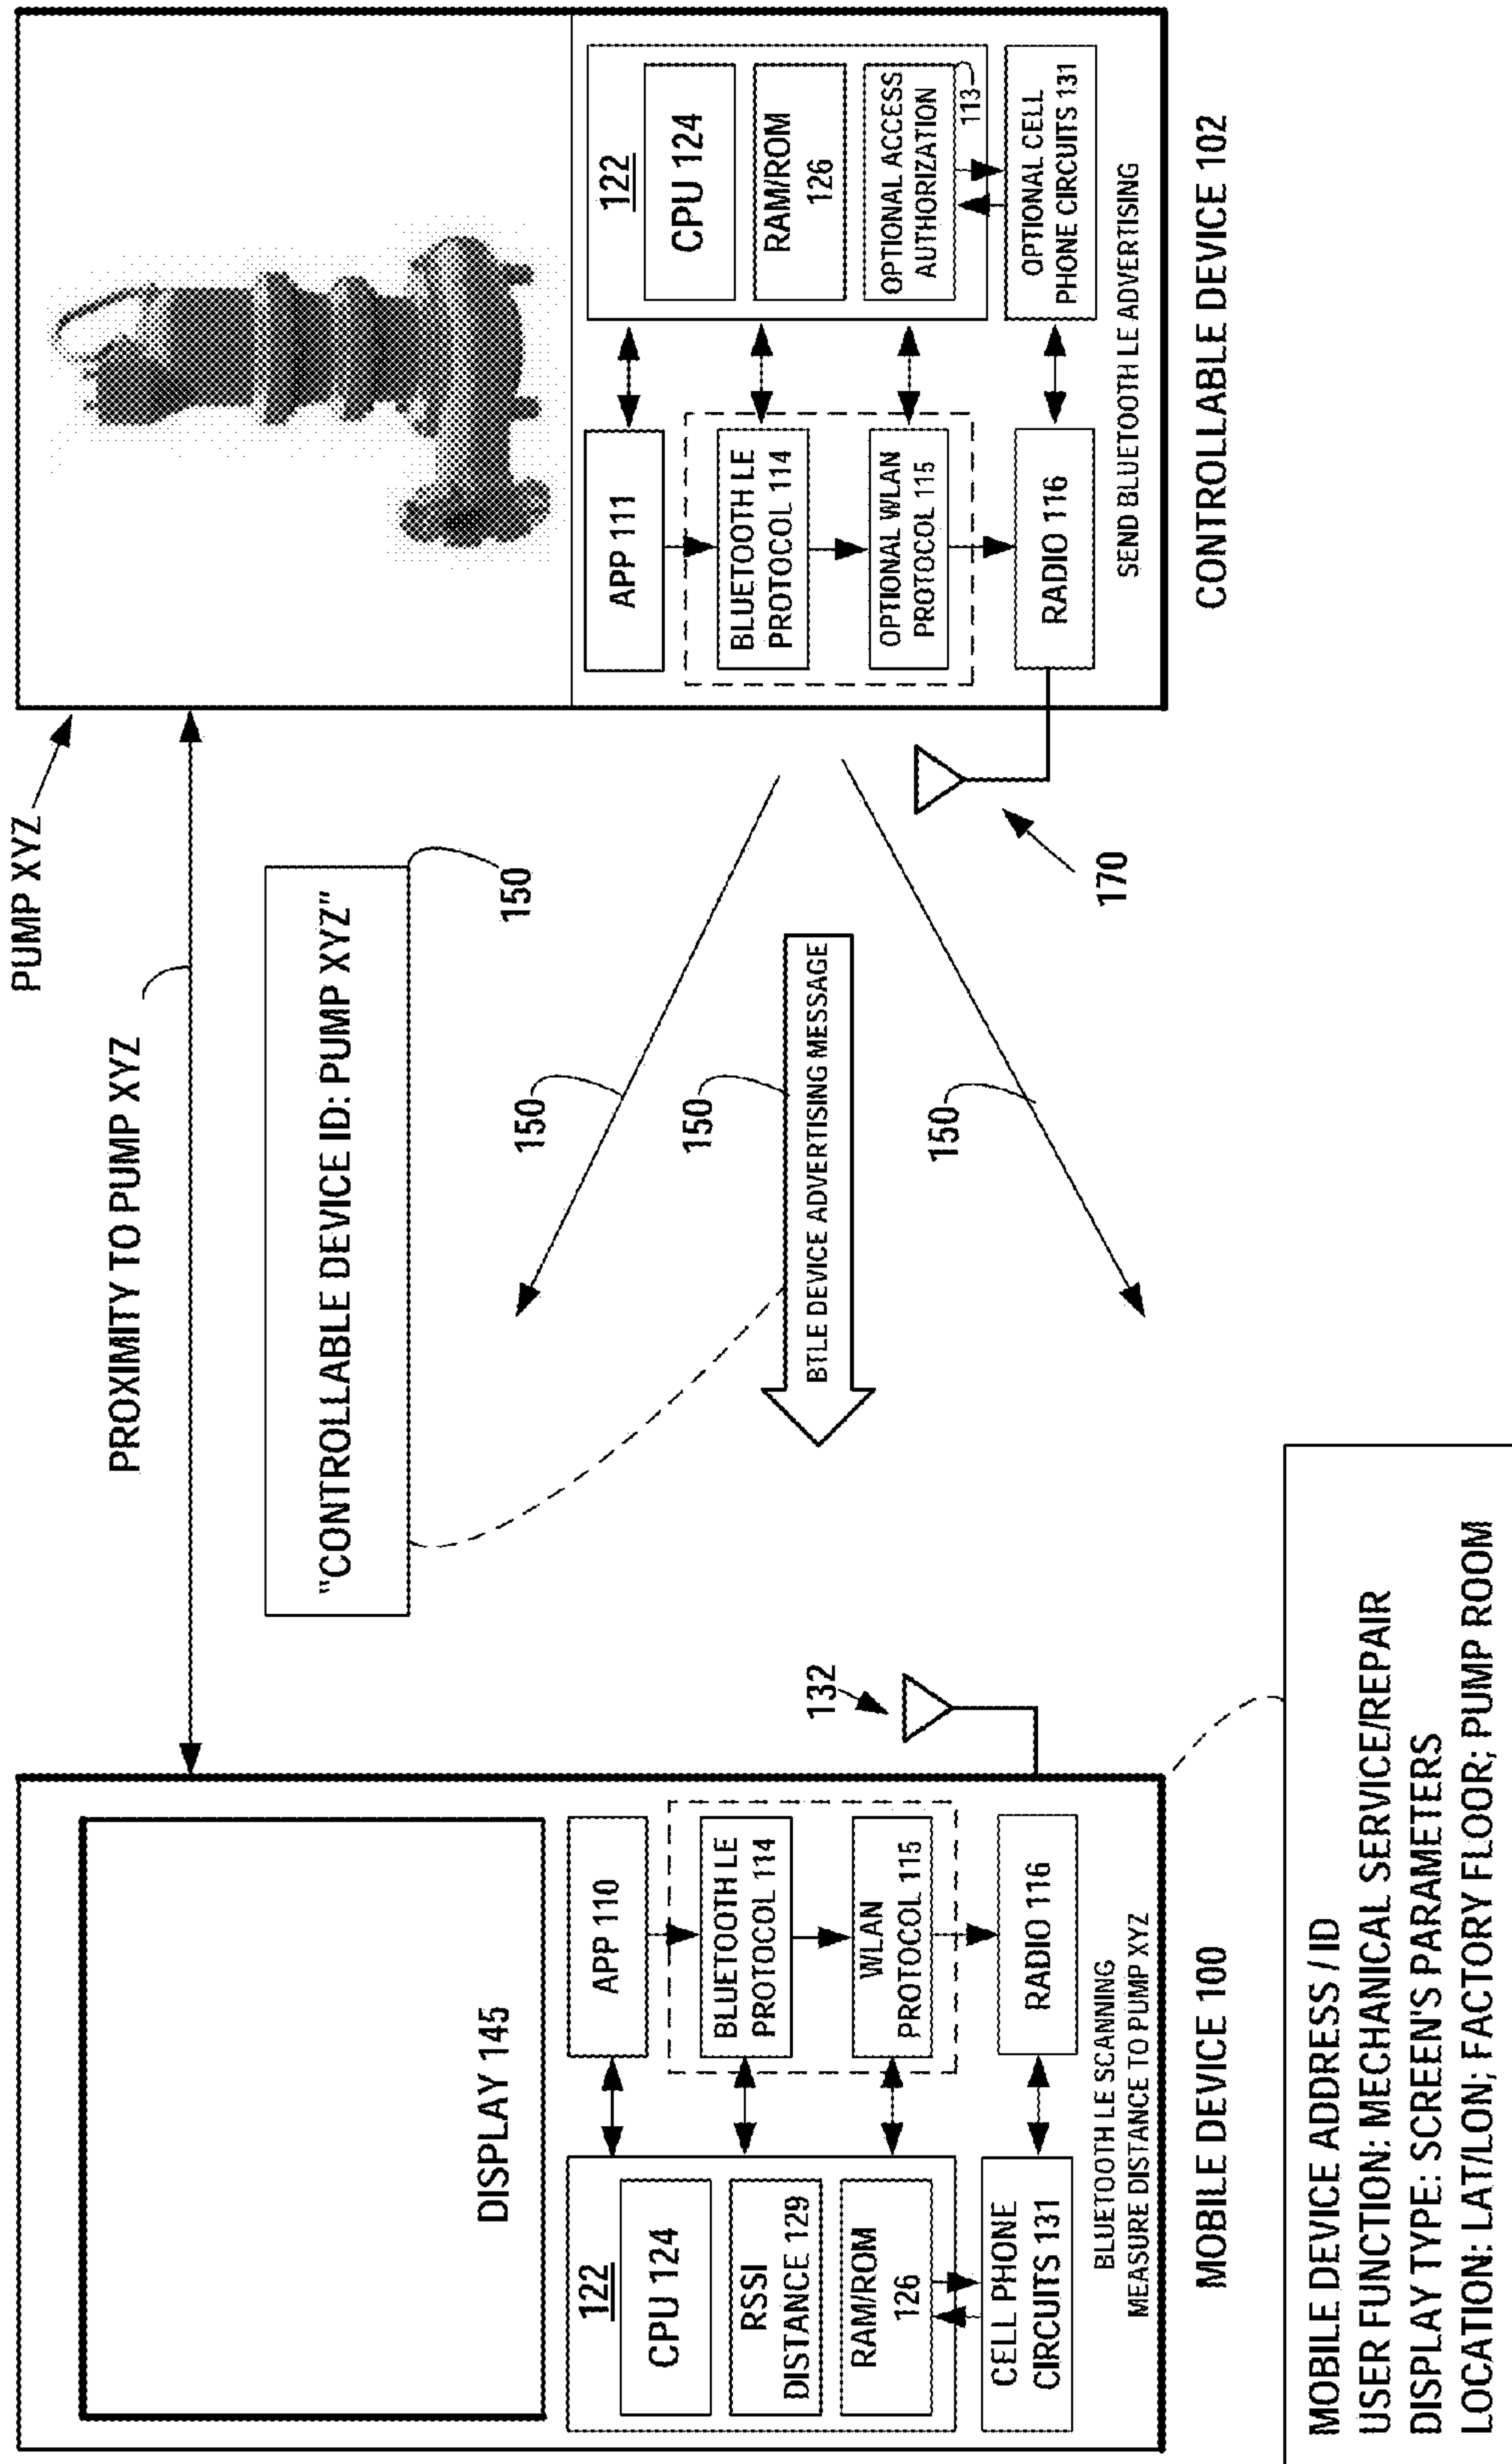 PUMP XYZ
PROXIMITY TO PUMP XYZ
"CONTROLLABLE DEVICE ID: PUMP XYZ"
150
150
BTLE DEVICE ADVERTISING MESSAGE
150
150
DISPLAY 145
122
CPU 124
RSSI
DISTANCE 129
RAM/ROM
126
CELL PHONE
CIRCUITS 131
APP 110
BLUETOOTH LE
PROTOCOL 114
WLAN
PROTOCOL 115
RADIO 116
BLUETOOTH LE SCANNING
MEASURE DISTANCE TO PUMP XYZ
MOBILE DEVICE 100
132
MOBILE DEVICE ADDRESS / ID
USER FUNCTION: MECHANICAL SERVICE/REPAIR
DISPLAY TYPE: SCREEN'S PARAMETERS
LOCATION: LAT/LON; FACTORY FLOOR; PUMP ROOM
170
APP 111
BLUETOOTH LE
PROTOCOL 114
OPTIONAL WLAN
PROTOCOL 115
RADIO 116
122
CPU 124
RAM/ROM
126
OPTIONAL ACCESS
AUTHORIZATION
113
OPTIONAL CELL
PHONE CIRCUITS 131
SEND BLUETOOTH LE ADVERTISING
CONTROLLABLE DEVICE 102